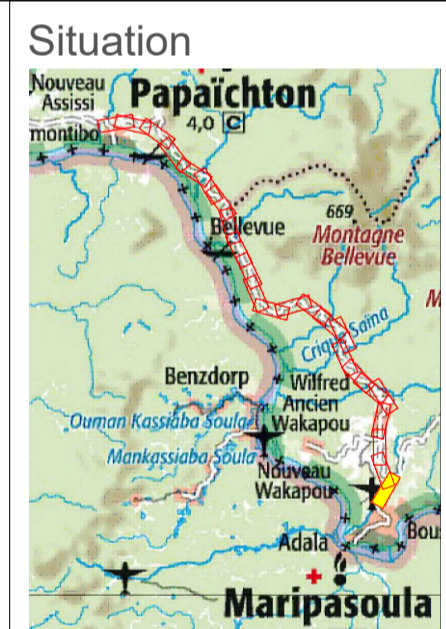 Situation
Nouveau
Assissi
Papaïchton
montibo
4,0 C
Bellevue
669
Montagne
Bellevue
M
Crique Saïna
Benzdorp
Wilfred
Ancien
Wakapou
Ouman Kassiaba Soula
Mankassiaba Soula
Nouveau
Wakapou
Adala
Bous
Maripasoula